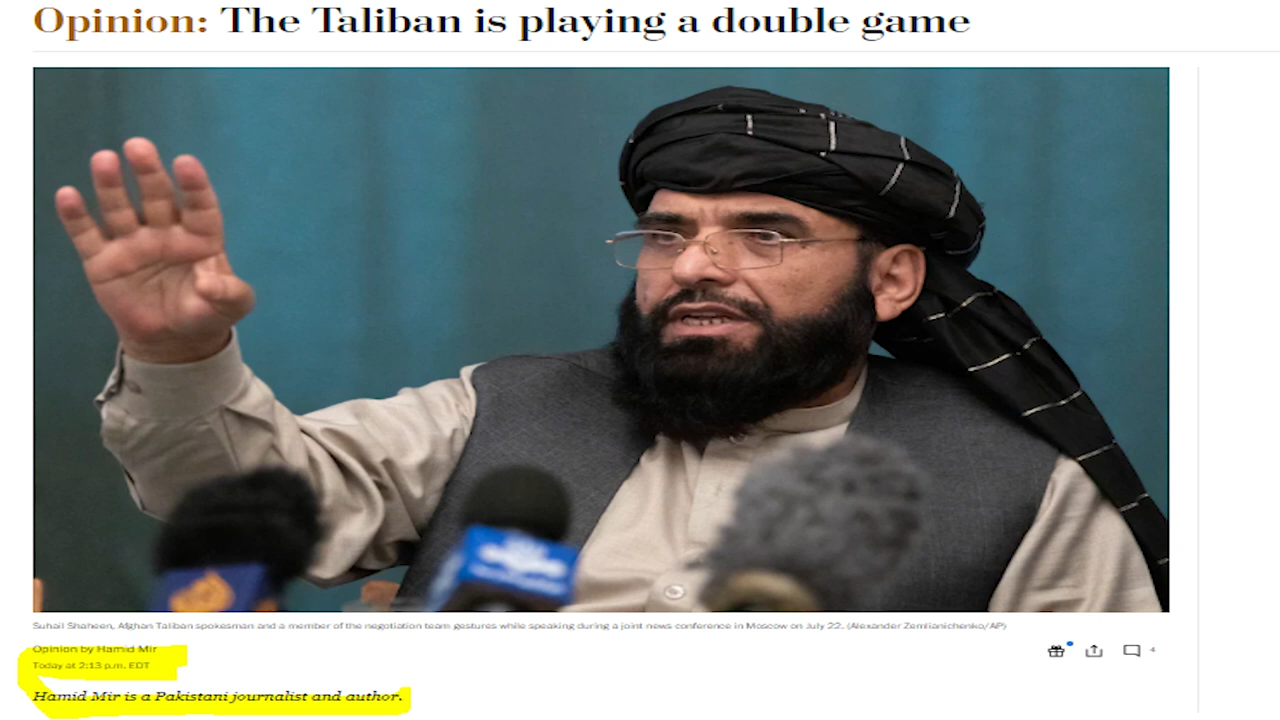 Opinion: The Taliban is playing a double game
Suhail Shaheen, Afghan Taliban spokesman and a member of the negotiation team gestures while speaking during a joint news conference in Moscow on July 22. (Alexander Zemlianichenko/AP)
Opinion by Hamid Mir
4
Today at 2:13 p.m. EDT
Hamid Mir is a Pakistani journalist and author.